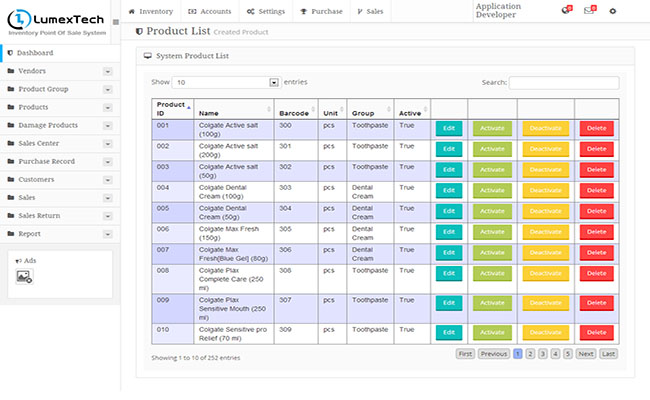 LumexTech
Inventory Point Of Sale System
Inventory Accounts Settings Purchase Sales
Application Developer
Dashboard
Vendors
Product Group
Products
Damage Products
Sales Center
Purchase Record
Customers
Sales
Sales Return
Report
Ads
Product List Created Product
System Product List
Show 10 entries Search:
Product ID Name Barcode Unit Group Active
001 Colgate Active salt (100g) 300 pcs Toothpaste True Edit Activate Deactivate Delete
002 Colgate Active salt (200g) 301 pcs Toothpaste True Edit Activate Deactivate Delete
003 Colgate Active salt (50g) 302 pcs Toothpaste True Edit Activate Deactivate Delete
004 Colgate Dental Cream (100g) 303 pcs Dental Cream True Edit Activate Deactivate Delete
005 Colgate Dental Cream (50g) 304 pcs Dental Cream True Edit Activate Deactivate Delete
006 Colgate Max Fresh (150g) 305 pcs Dental Cream True Edit Activate Deactivate Delete
007 Colgate Max Fresh[Blue Gel] (80g) 306 pcs Dental Cream True Edit Activate Deactivate Delete
008 Colgate Plax Complete Care (250 ml) 308 pcs Toothpaste True Edit Activate Deactivate Delete
009 Colgate Plax Sensitive Mouth (250 ml) 307 pcs Toothpaste True Edit Activate Deactivate Delete
010 Colgate Sensitive pro Relief (70 ml) 309 pcs Toothpaste True Edit Activate Deactivate Delete
Showing 1 to 10 of 252 entries
First Previous 1 2 3 4 5 Next Last